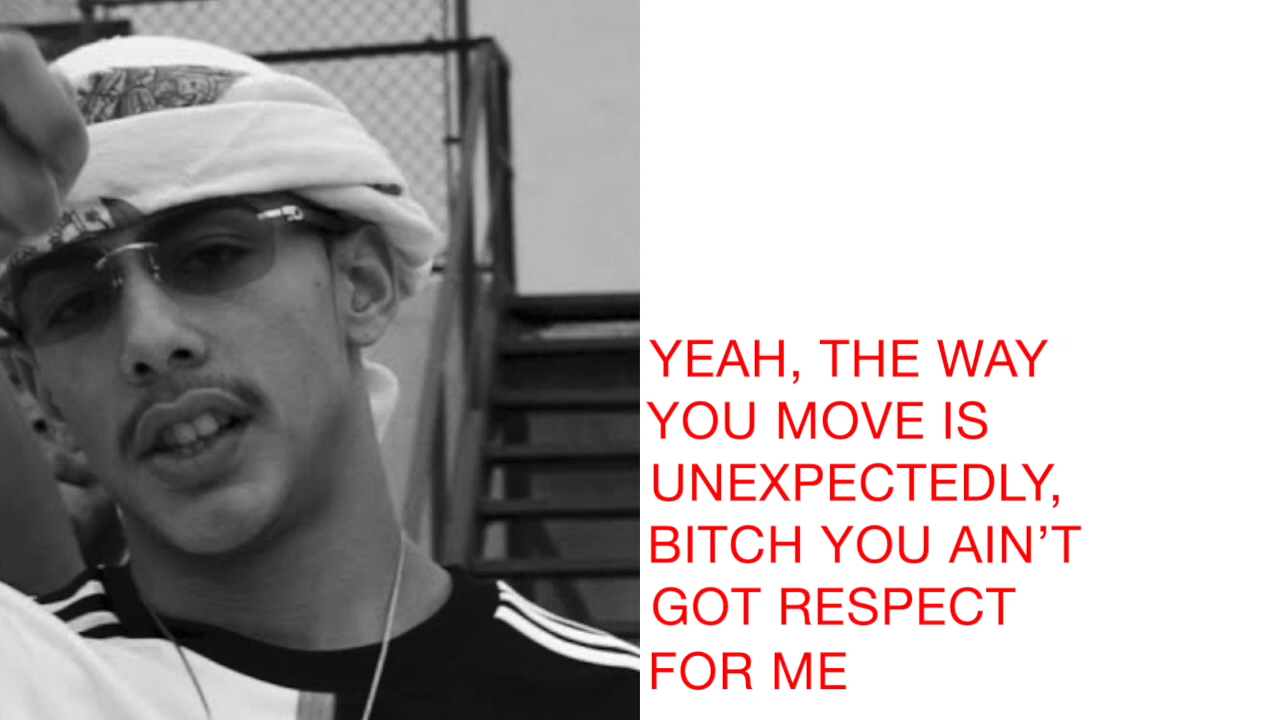 YEAH, THE WAY
YOU MOVE IS
UNEXPECTEDLY,
BITCH YOU AIN’T
GOT RESPECT
FOR ME